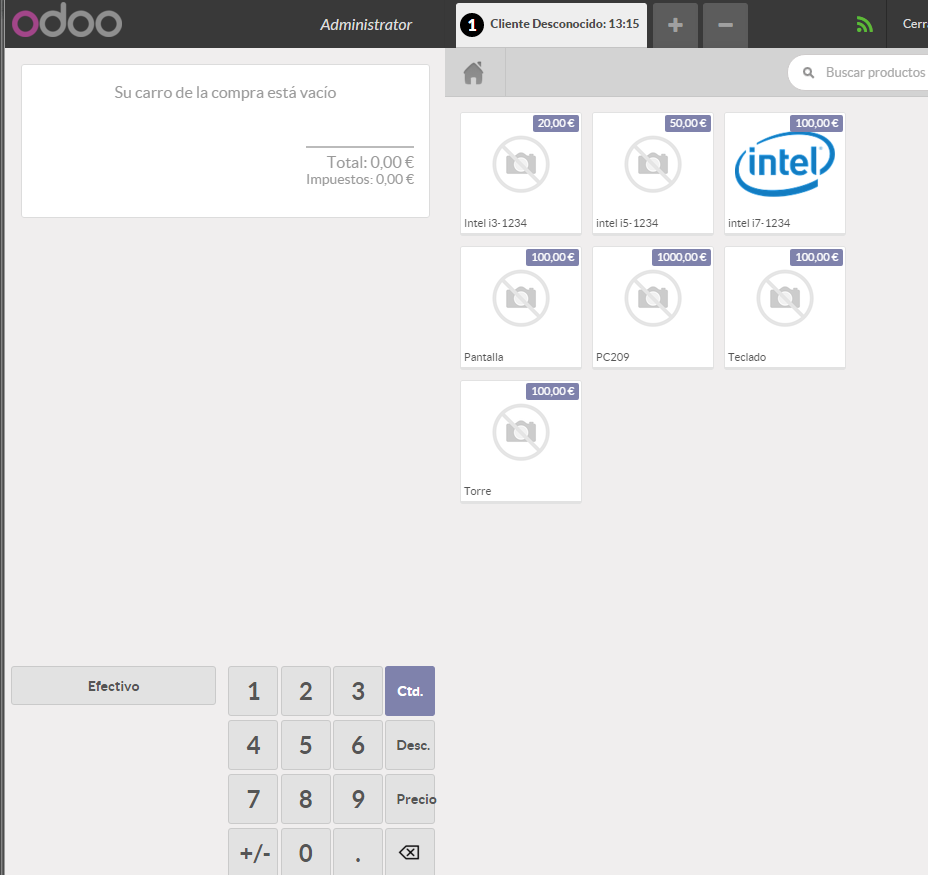 odoo
Administrator
1 Cliente Desconocido: 13:15
+
−
Cerra
Buscar productos
Su carro de la compra está vacío
Total: 0,00 €
Impuestos: 0,00 €
20,00 €
Intel i3-1234
50,00 €
intel i5-1234
100,00 €
intel
intel i7-1234
100,00 €
Pantalla
1000,00 €
PC209
100,00 €
Teclado
100,00 €
Torre
Efectivo
1 2 3 Ctd.
4 5 6 Desc.
7 8 9 Precio
+/- 0 .